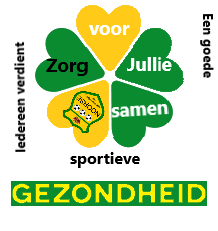 voor
Zorg
Jullie
samen
Iedereen verdient
Een goede
sportieve
GEZONDHEID